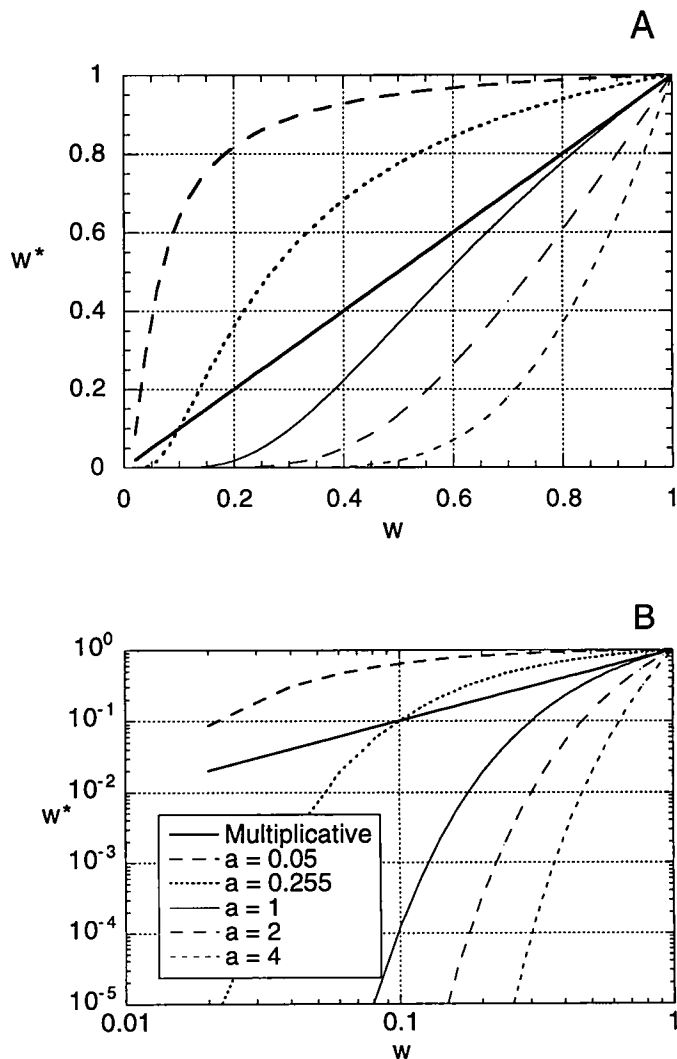 A
1
0.8
0.6
w*
0.4
0.2
0
0 0.2 0.4 0.6 0.8 1
w
B
10^0
10^-1
10^-2
w*
Multiplicative
a = 0.05
10^-3
a = 0.255
a = 1
10^-4
a = 2
a = 4
10^-5
0.01 0.1 1
w